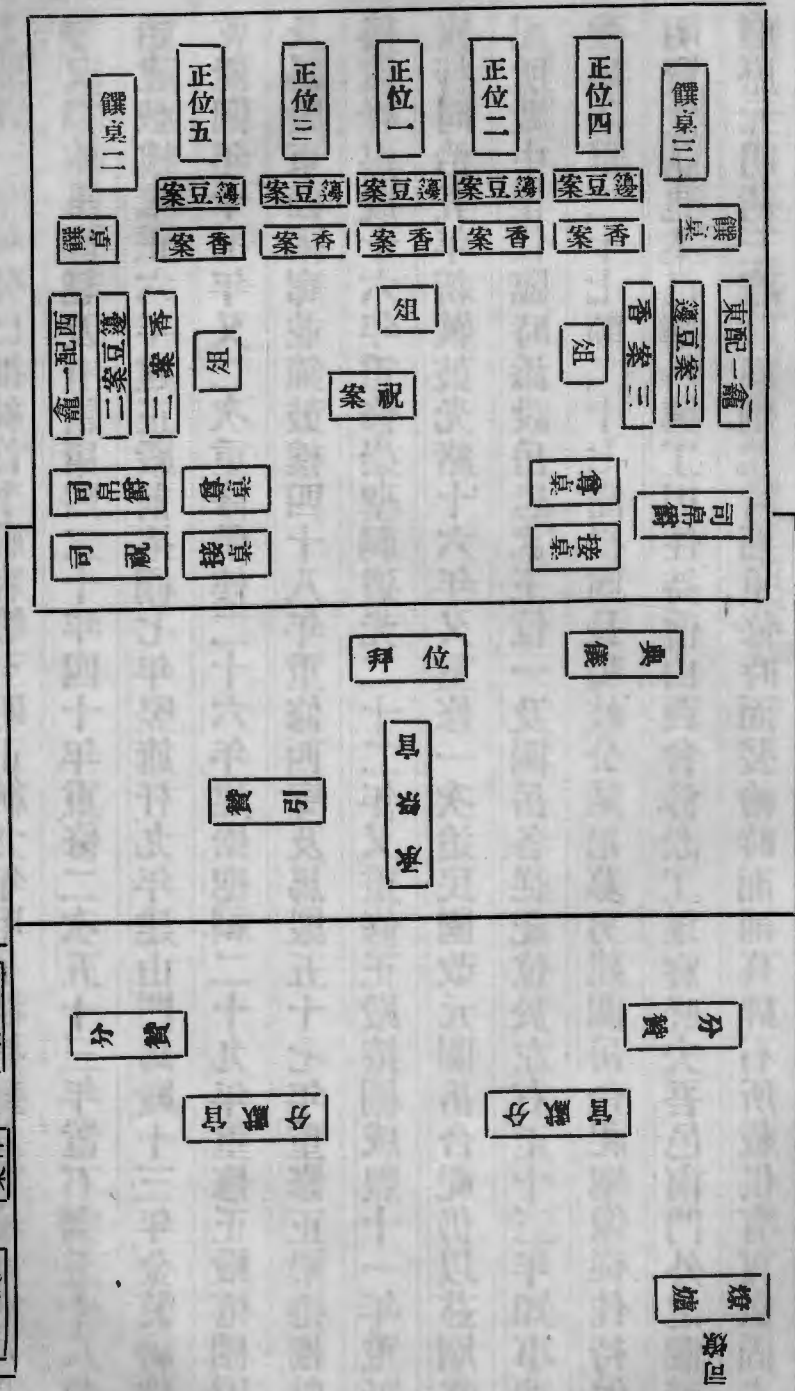 饌桌二
正位五
正位三
正位一
正位二
正位四
饌桌三
籩豆案
籩豆案
籩豆案
籩豆案
籩豆案
饌桌
香案
香案
香案
香案
香案
饌桌
西配一龕
籩豆案二
香案二
俎
俎
俎
香案三
籩豆案三
東配一龕
祝案
司帛爵
尊桌
尊桌
司帛爵
司祝
接桌
接桌
拜位
典儀
承祭官
引贊
分贊
分贊
分獻官
分獻官
燎爐
司燎